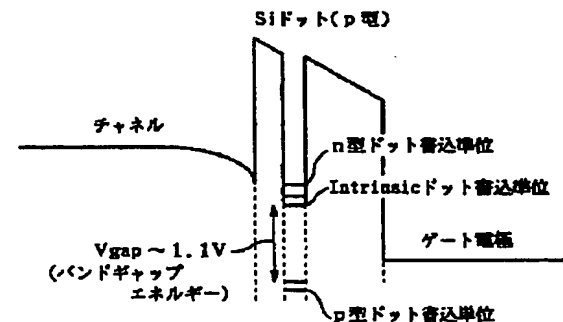 Siドット(p型)
チャネル
n型ドット書込準位
Intrinsicドット書込準位
Vgap～1.1V
(バンドギャップ
エネルギー)
ゲート電極
p型ドット書込単位